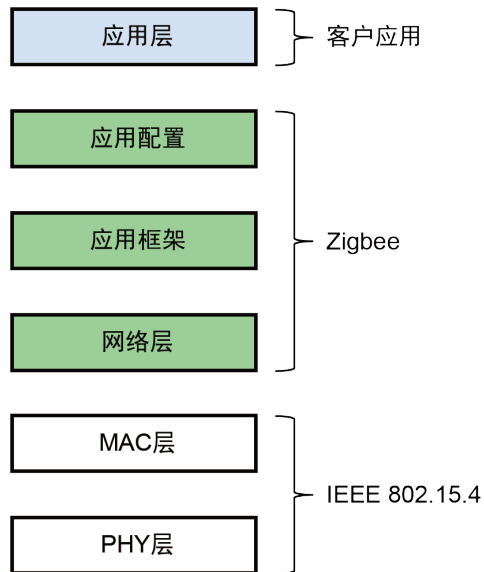 应用层
客户应用
应用配置
应用框架
Zigbee
网络层
MAC层
IEEE 802.15.4
PHY层